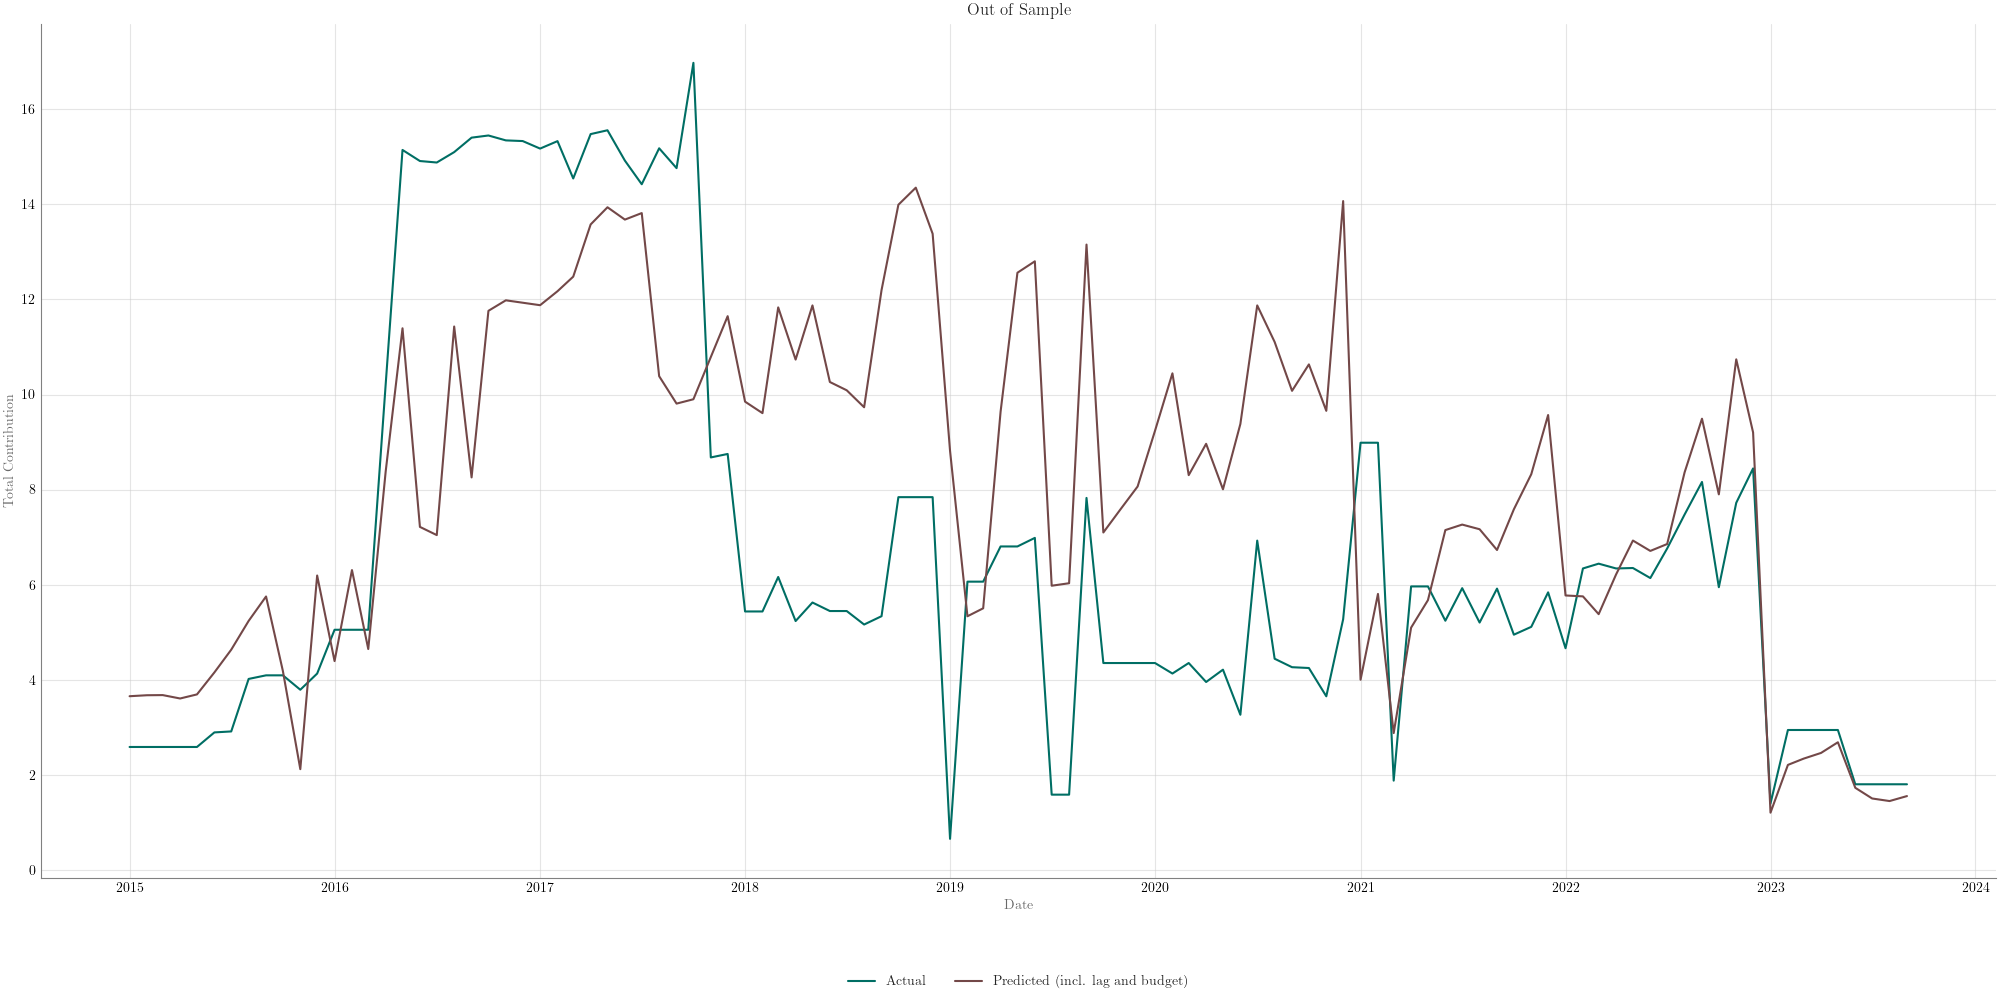 Out of Sample
Total Contribution
16
14
12
10
8
6
4
2
0
2015 2016 2017 2018 2019 2020 2021 2022 2023 2024
Date
Actual Predicted (incl. lag and budget)